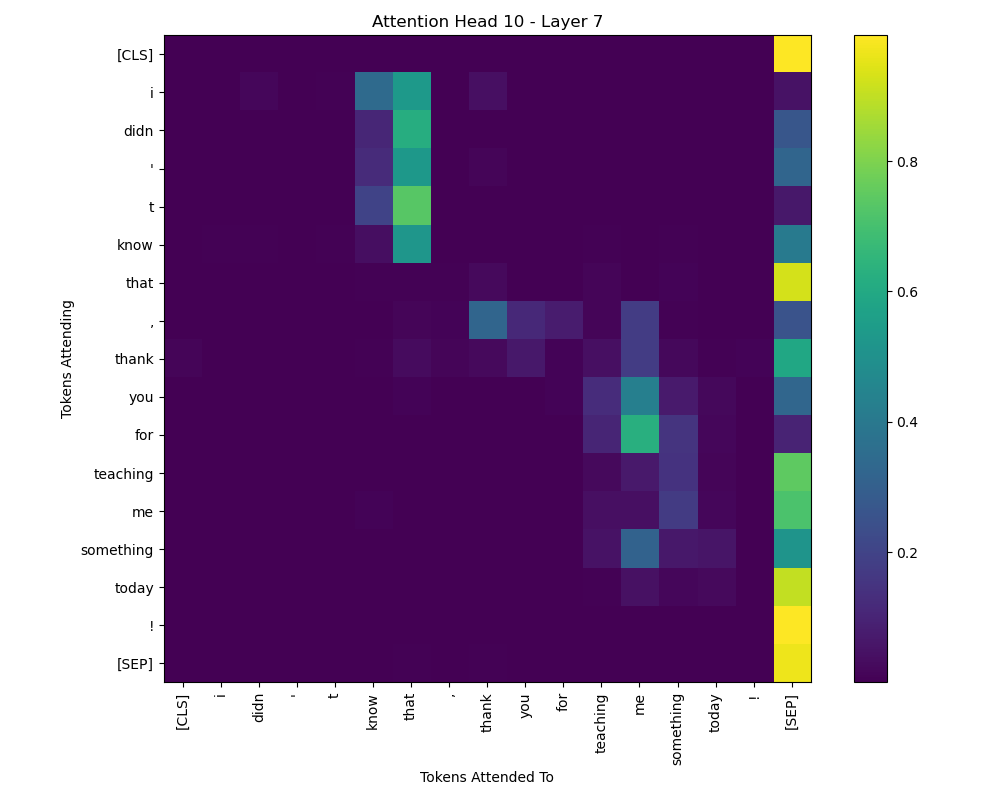 Attention Head 10 - Layer 7
Tokens Attending
[CLS]
i
didn
'
t
know
that
,
thank
you
for
teaching
me
something
today
!
[SEP]
[CLS]
i
didn
'
t
know
that
,
thank
you
for
teaching
me
something
today
!
[SEP]
Tokens Attended To
0.8
0.6
0.4
0.2